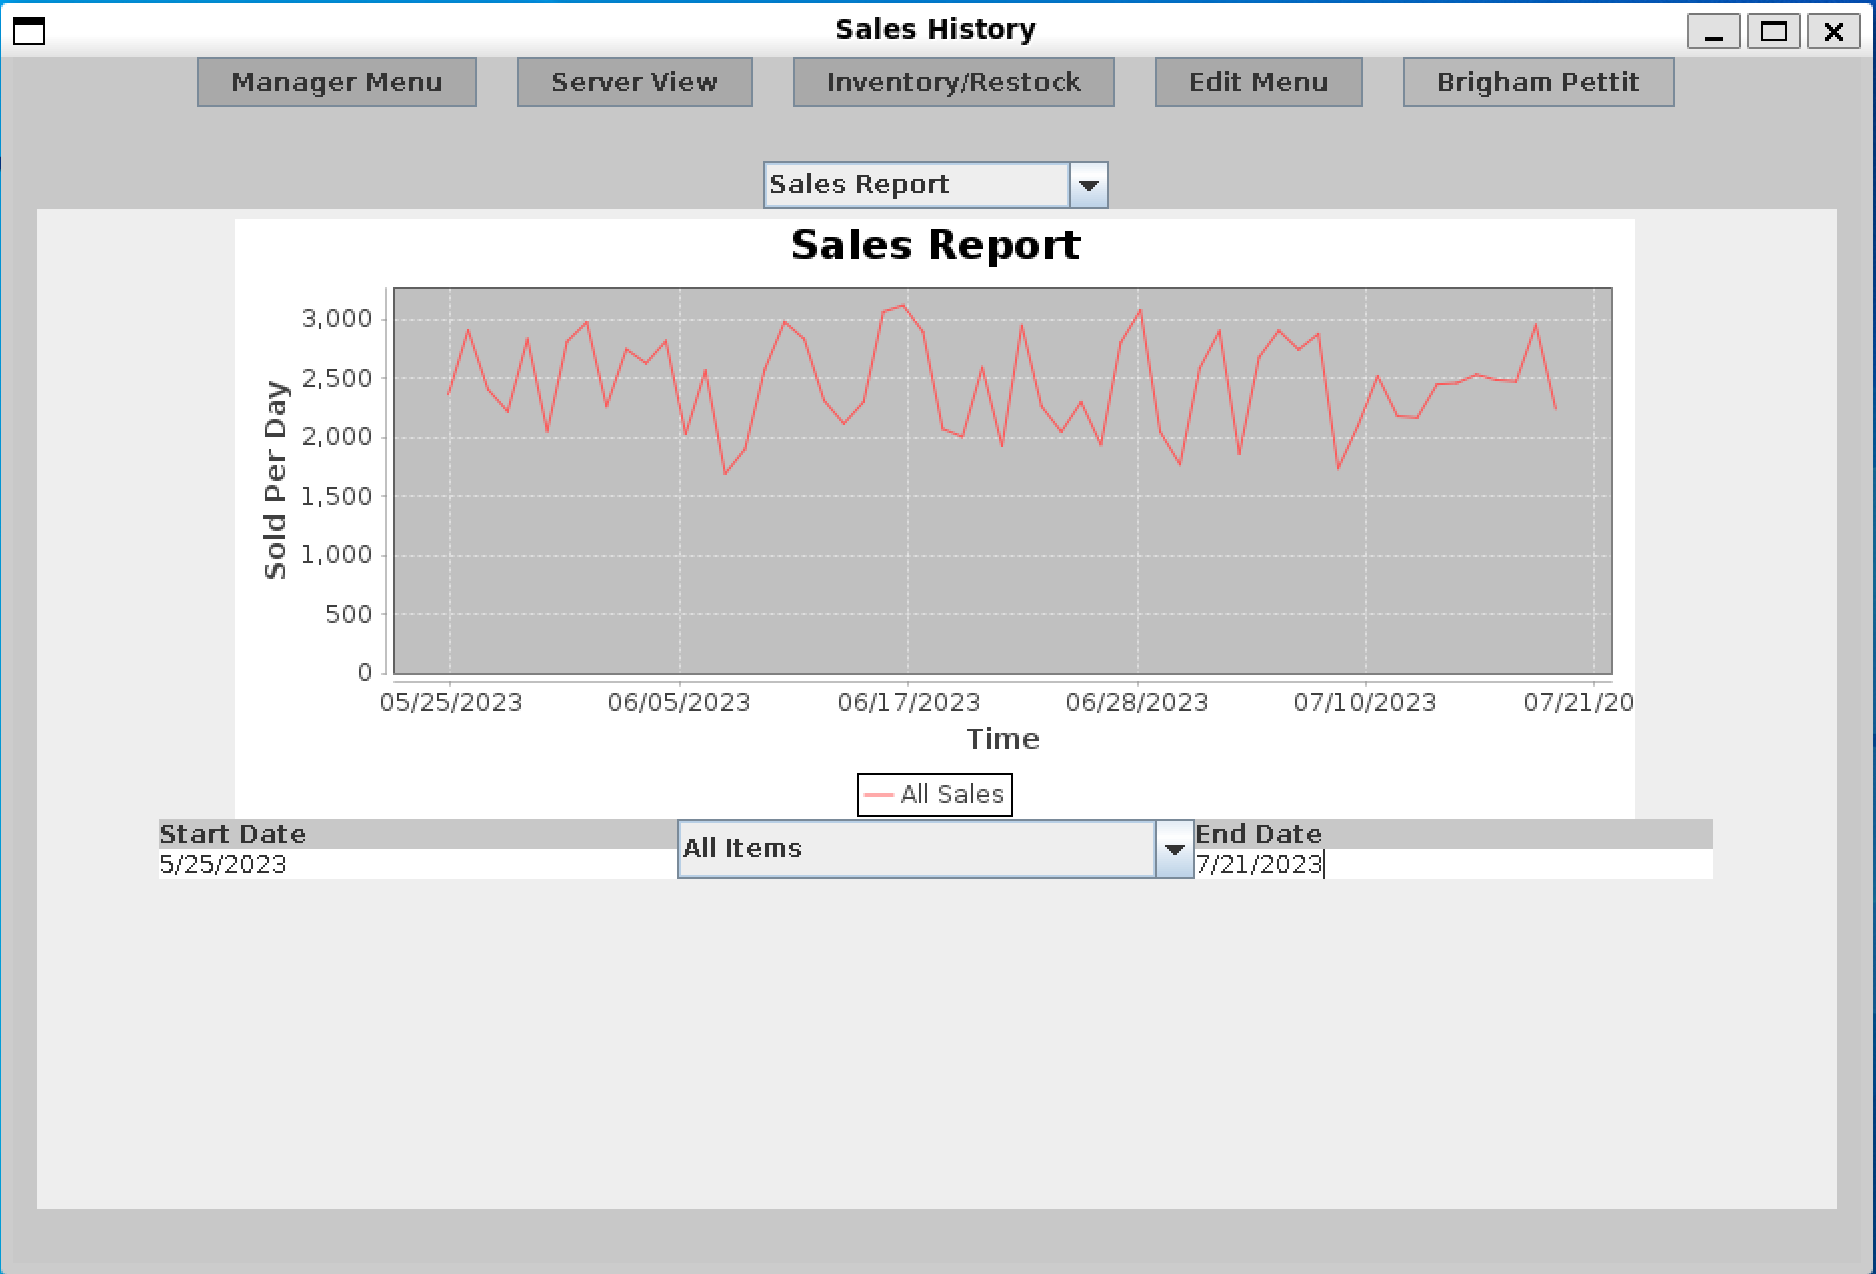 Sales History
Manager Menu Server View Inventory/Restock Edit Menu Brigham Pettit
Sales Report
Sales Report
Sold Per Day
3,000
2,500
2,000
1,500
1,000
500
0
05/25/2023 06/05/2023 06/17/2023 06/28/2023 07/10/2023 07/21/20
Time
All Sales
Start Date
5/25/2023
All Items
End Date
7/21/2023